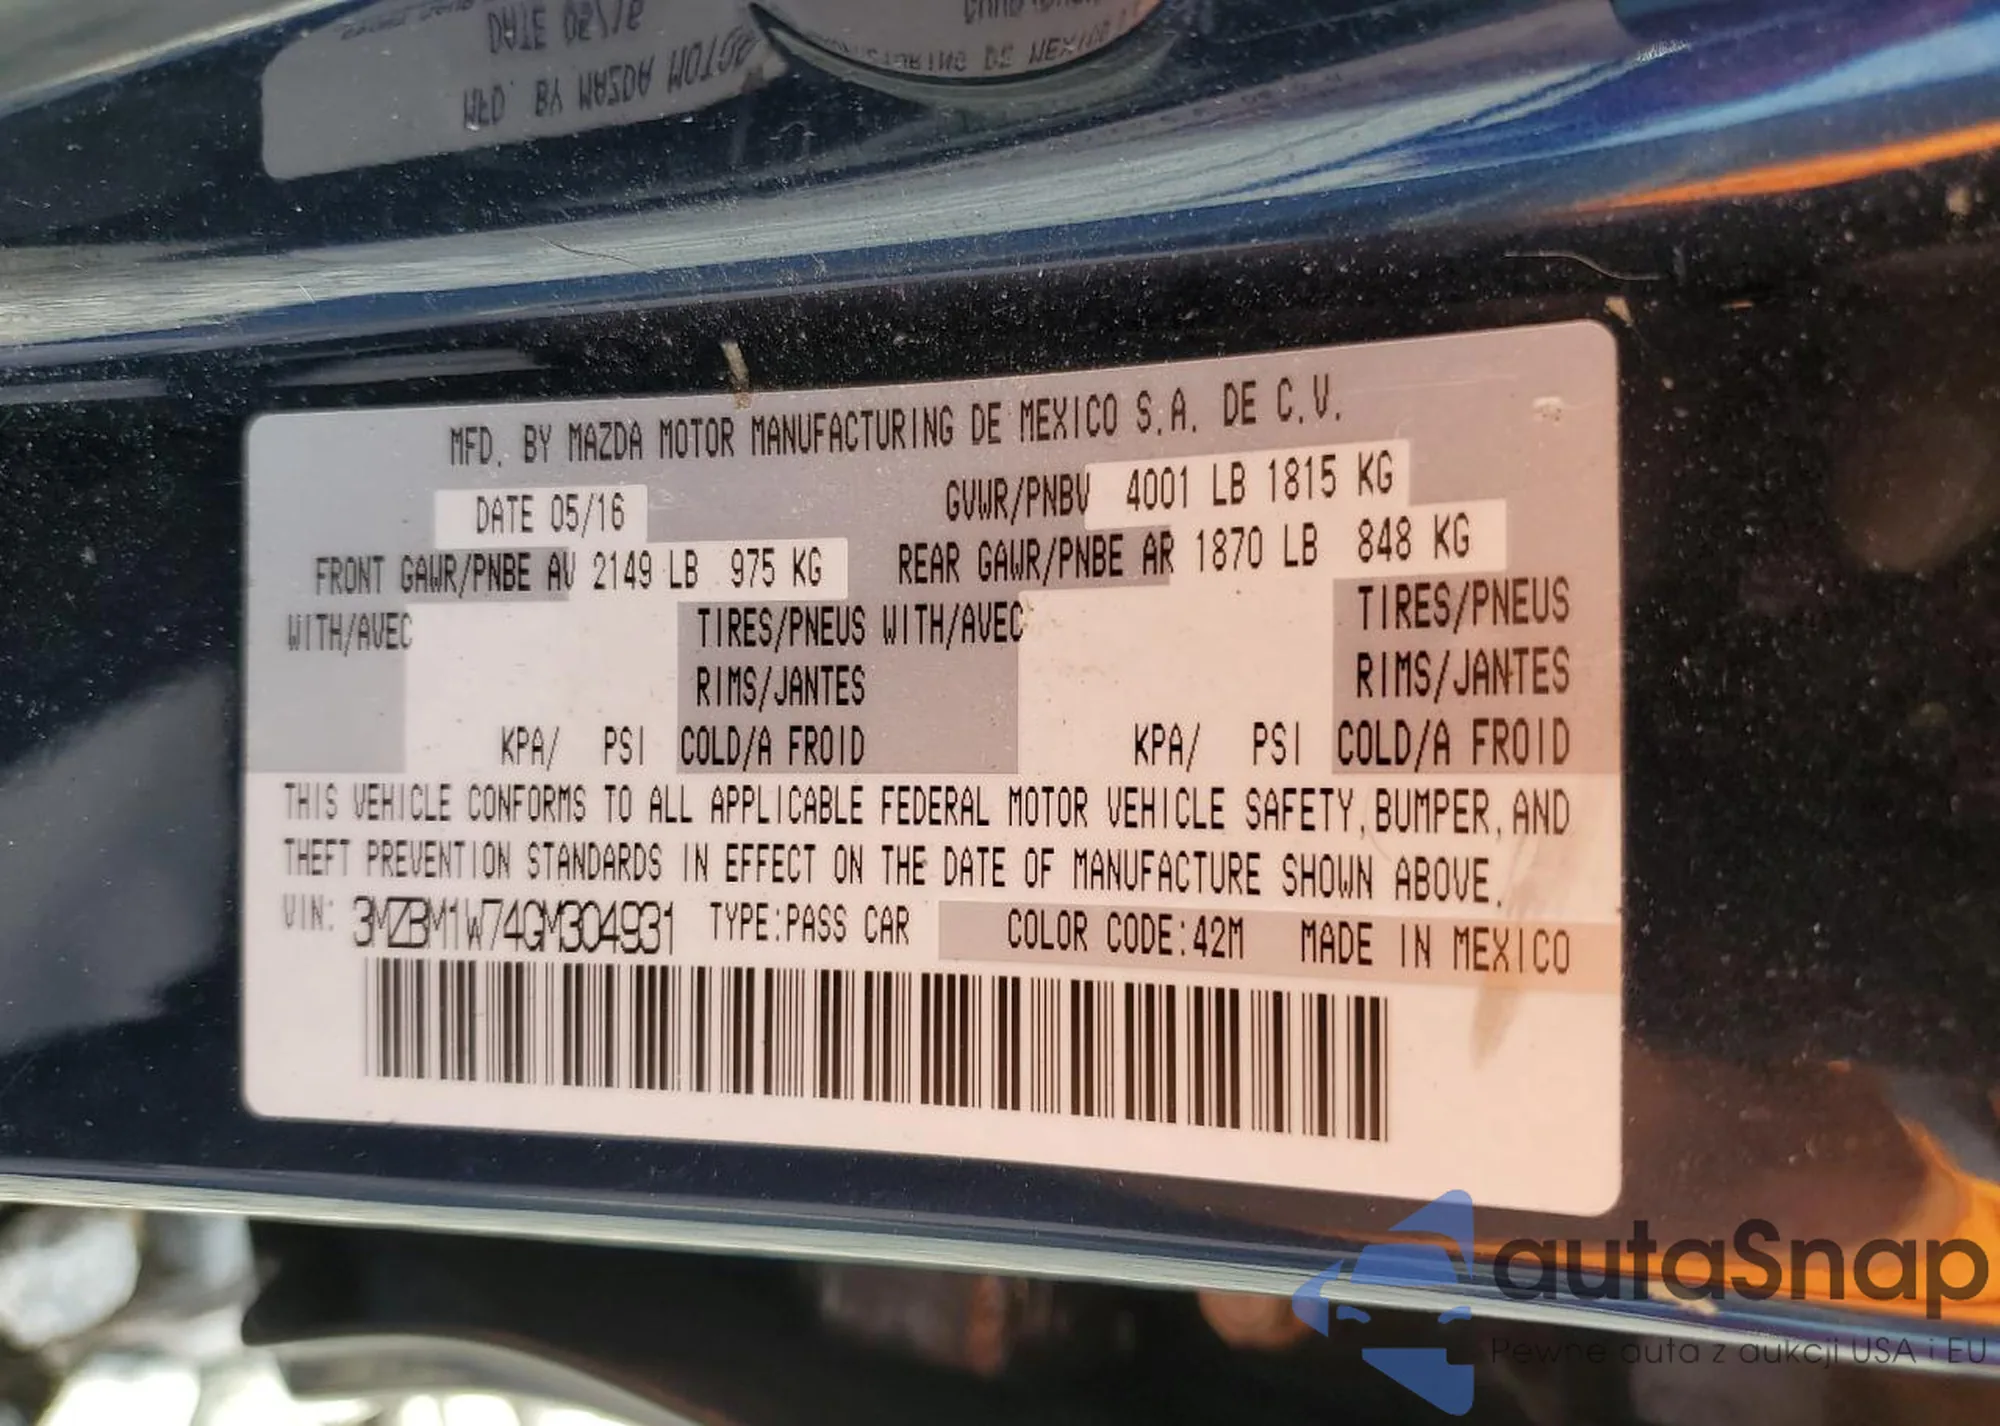 DATE 05/16
MFD. BY MAZDA MOTOR
MFD. BY MAZDA MOTOR MANUFACTURING DE MEXICO S.A. DE C.V.
DATE 05/16 GVWR/PNBV 4001 LB 1815 KG
FRONT GAWR/PNBE AV 2149 LB 975 KG REAR GAWR/PNBE AR 1870 LB 848 KG
WITH/AVEC TIRES/PNEUS WITH/AVEC TIRES/PNEUS
RIMS/JANTES RIMS/JANTES
KPA/ PSI COLD/A FROID KPA/ PSI COLD/A FROID
THIS VEHICLE CONFORMS TO ALL APPLICABLE FEDERAL MOTOR VEHICLE SAFETY, BUMPER, AND
THEFT PREVENTION STANDARDS IN EFFECT ON THE DATE OF MANUFACTURE SHOWN ABOVE.
VIN: 3MZBM1W74GM304931 TYPE:PASS CAR COLOR CODE:42M MADE IN MEXICO
autaSnap
Pewne auta z aukcji USA i EU